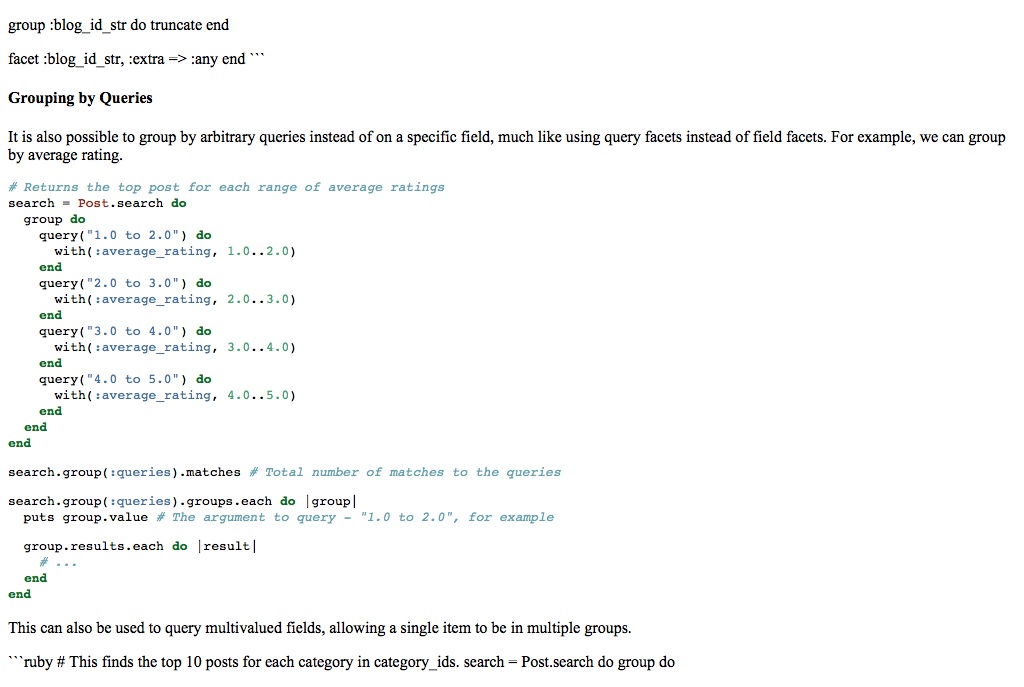 group :blog_id_str do truncate end
facet :blog_id_str, :extra => :any end ```
Grouping by Queries
It is also possible to group by arbitrary queries instead of on a specific field, much like using query facets instead of field facets. For example, we can group
by average rating.
# Returns the top post for each range of average ratings
search = Post.search do
  group do
    query("1.0 to 2.0") do
      with(:average_rating, 1.0..2.0)
    end
    query("2.0 to 3.0") do
      with(:average_rating, 2.0..3.0)
    end
    query("3.0 to 4.0") do
      with(:average_rating, 3.0..4.0)
    end
    query("4.0 to 5.0") do
      with(:average_rating, 4.0..5.0)
    end
  end
end
search.group(:queries).matches # Total number of matches to the queries
search.group(:queries).groups.each do |group|
  puts group.value # The argument to query - "1.0 to 2.0", for example
  group.results.each do |result|
    # ...
  end
end
This can also be used to query multivalued fields, allowing a single item to be in multiple groups.
```ruby # This finds the top 10 posts for each category in category_ids. search = Post.search do group do